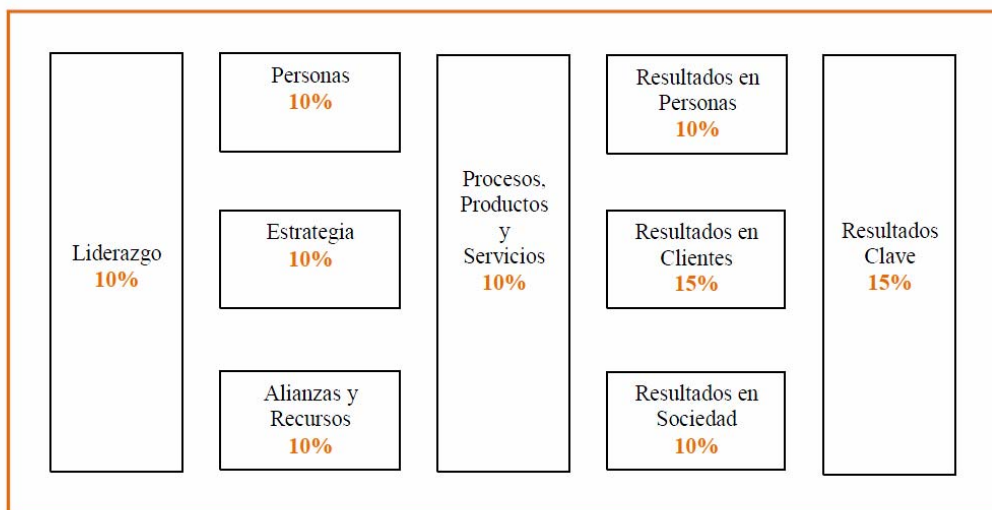 Liderazgo
10%
Personas
10%
Estrategia
10%
Alianzas y
Recursos
10%
Procesos,
Productos
y
Servicios
10%
Resultados en
Personas
10%
Resultados en
Clientes
15%
Resultados en
Sociedad
10%
Resultados
Clave
15%